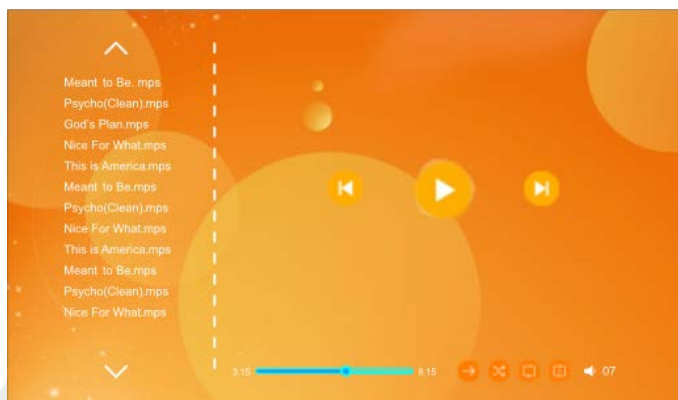 Meant to Be. mps
Psycho(Clean).mps
God's Plan.mps
Nice For What.mps
This is America.mps
Meant to Be.mps
Psycho(Clean).mps
Nice For What.mps
This is America.mps
Meant to Be.mps
Psycho(Clean).mps
Nice For What.mps
3:15 8:15 07